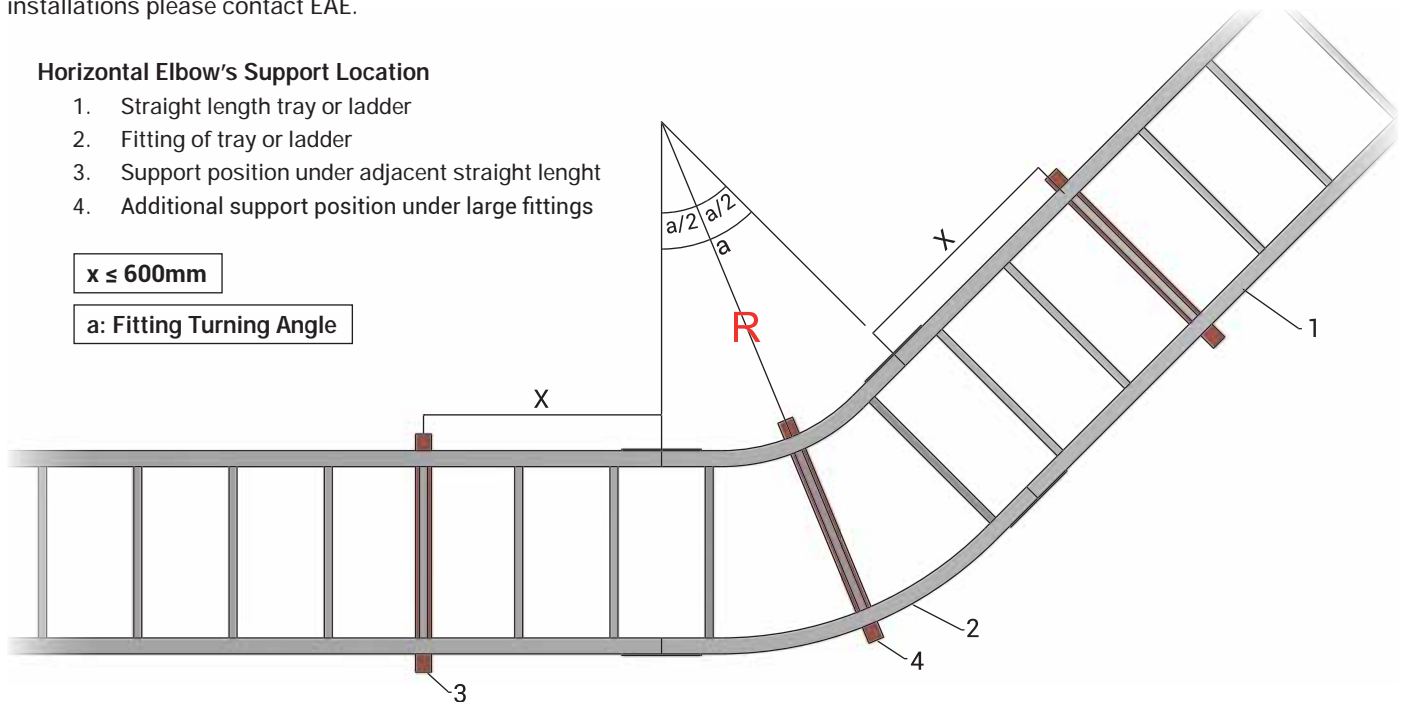 installations please contact EAE.
Horizontal Elbow's Support Location
1. Straight length tray or ladder
2. Fitting of tray or ladder
3. Support position under adjacent straight lenght
4. Additional support position under large fittings
x ≤ 600mm
a: Fitting Turning Angle
a/2 a/2
a
R
X
X
1
2
4
3